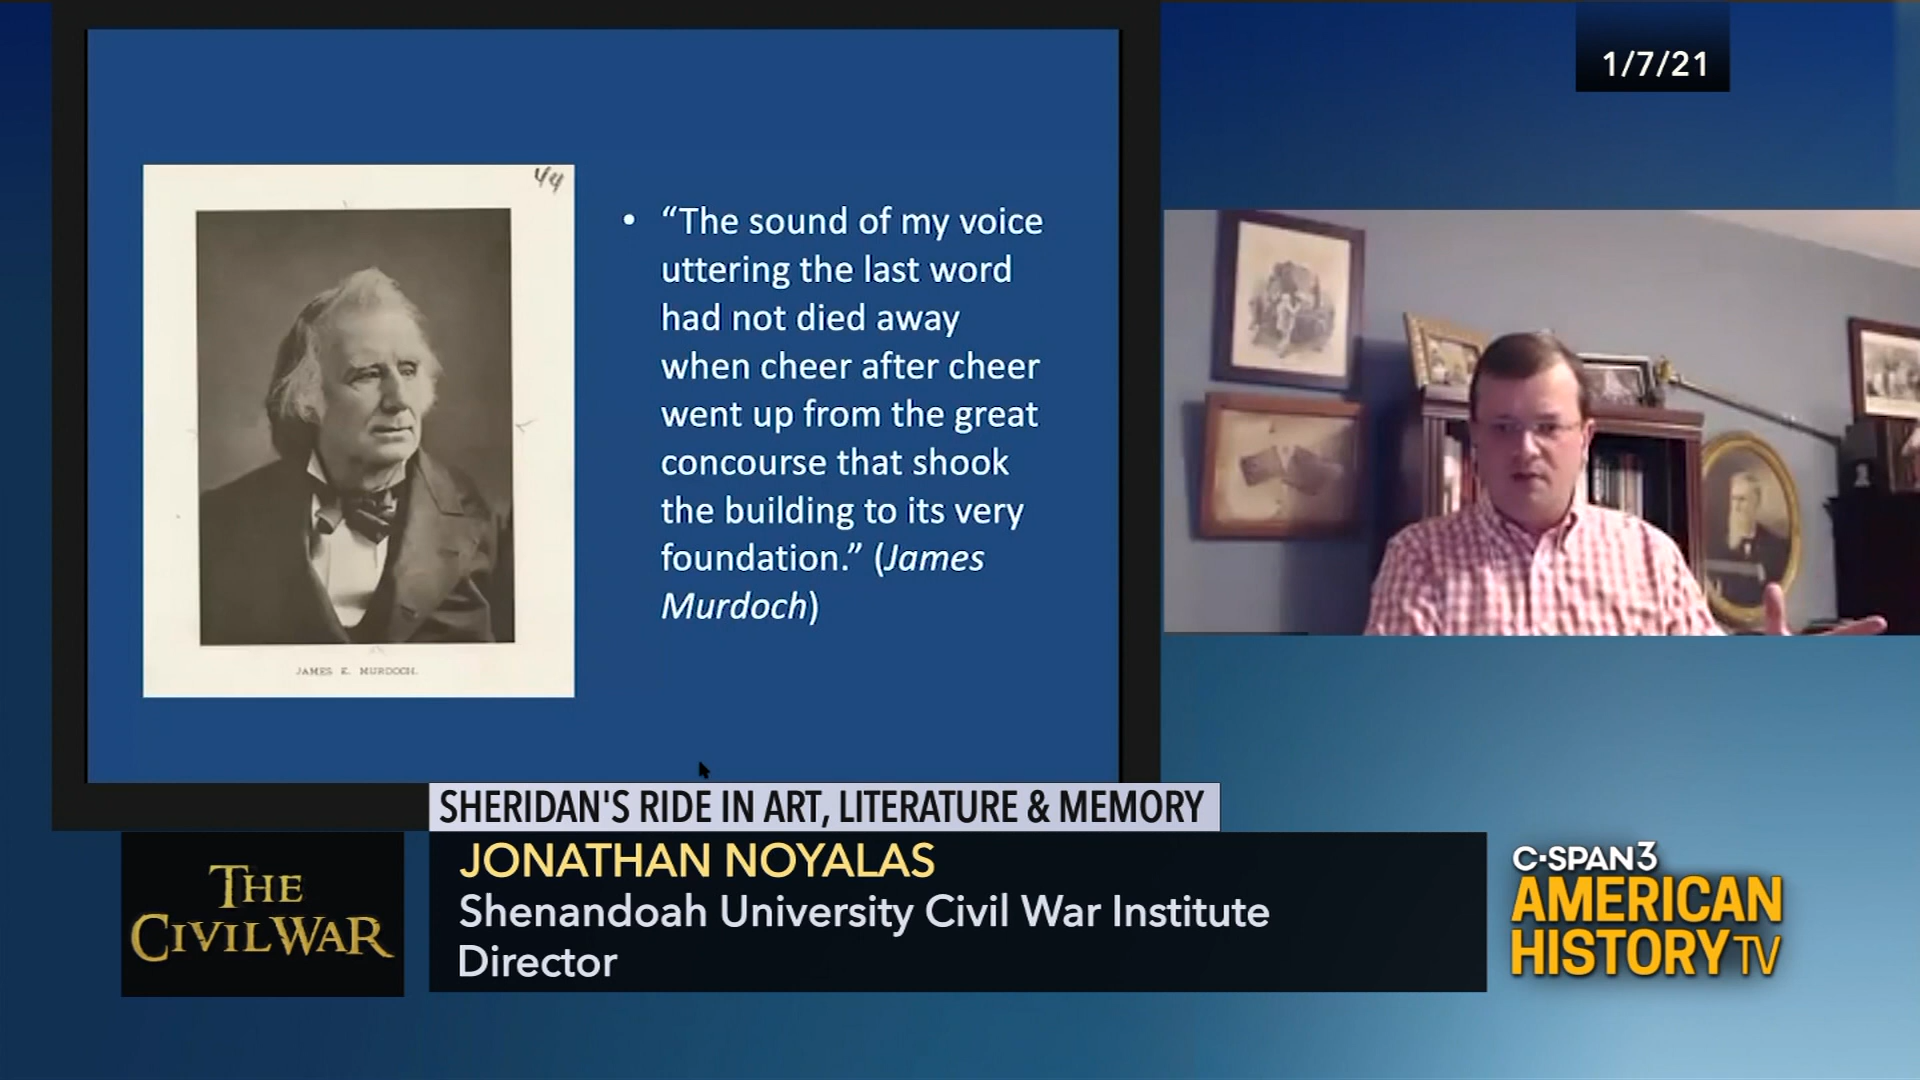 1/7/21
44
• “The sound of my voice
uttering the last word
had not died away
when cheer after cheer
went up from the great
concourse that shook
the building to its very
foundation.” (James
Murdoch)
JAMES E. MURDOCH.
SHERIDAN'S RIDE IN ART, LITERATURE & MEMORY
THE
CIVIL WAR
JONATHAN NOYALAS
Shenandoah University Civil War Institute
Director
C-SPAN3
AMERICAN
HISTORY TV